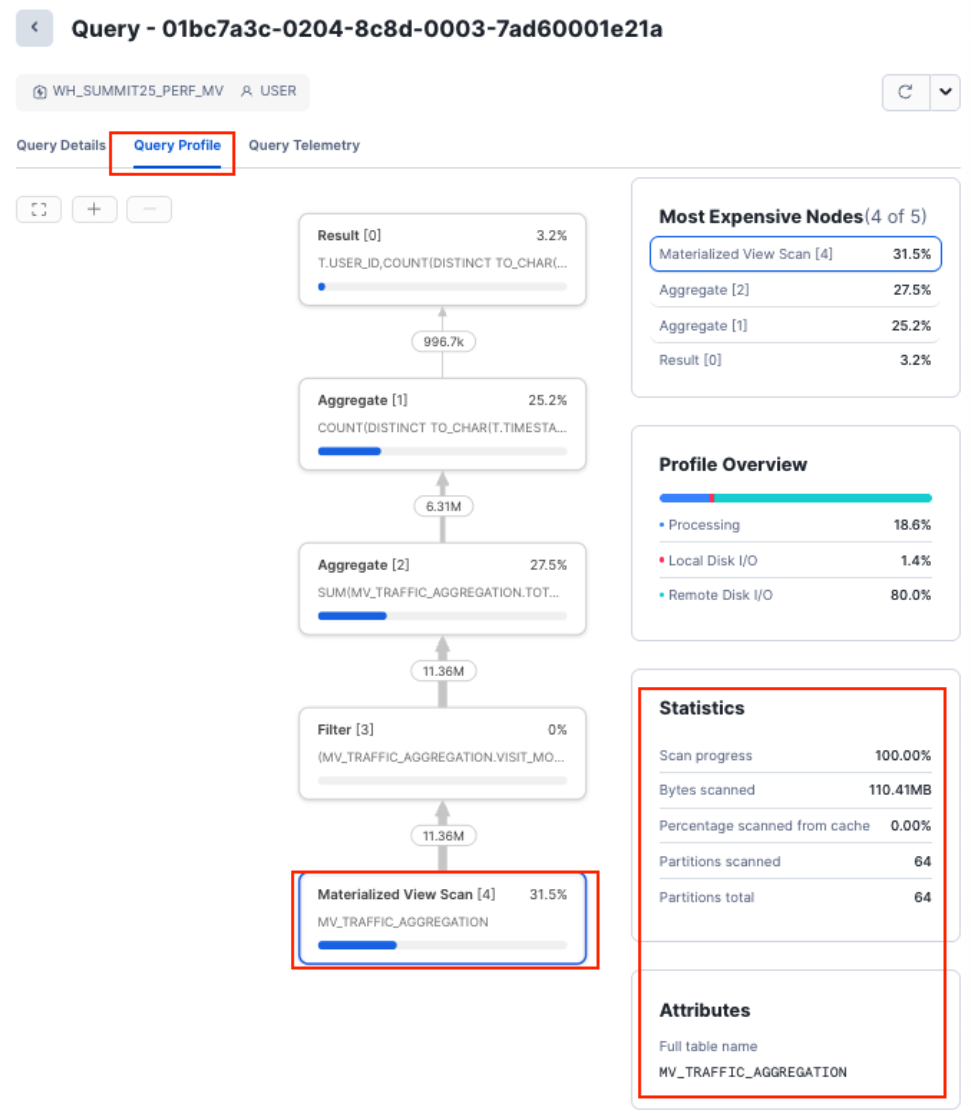 Query - 01bc7a3c-0204-8c8d-0003-7ad60001e21a
WH_SUMMIT25_PERF_MV USER
Query Details Query Profile Query Telemetry
Result [0] 3.2%
T.USER_ID,COUNT(DISTINCT TO_CHAR(...
996.7k
Aggregate [1] 25.2%
COUNT(DISTINCT TO_CHAR(T.TIMESTA...
6.31M
Aggregate [2] 27.5%
SUM(MV_TRAFFIC_AGGREGATION.TOT...
11.36M
Filter [3] 0%
(MV_TRAFFIC_AGGREGATION.VISIT_MO...
11.36M
Materialized View Scan [4] 31.5%
MV_TRAFFIC_AGGREGATION
Most Expensive Nodes(4 of 5)
Materialized View Scan [4] 31.5%
Aggregate [2] 27.5%
Aggregate [1] 25.2%
Result [0] 3.2%
Profile Overview
Processing 18.6%
Local Disk I/O 1.4%
Remote Disk I/O 80.0%
Statistics
Scan progress 100.00%
Bytes scanned 110.41MB
Percentage scanned from cache 0.00%
Partitions scanned 64
Partitions total 64
Attributes
Full table name
MV_TRAFFIC_AGGREGATION